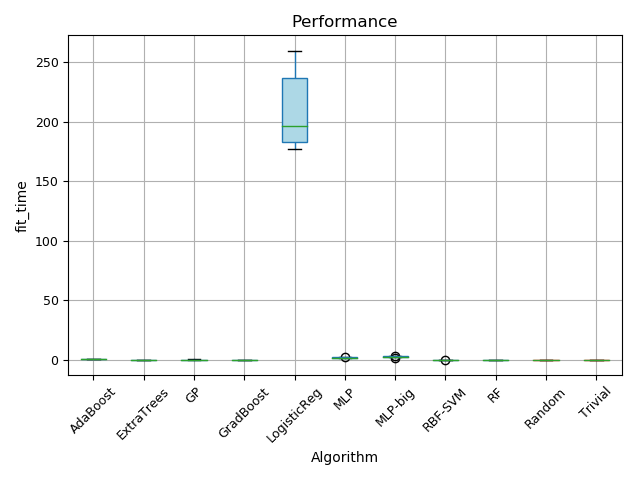 Performance
fit_time
250
200
150
100
50
0
AdaBoost
ExtraTrees
GP
GradBoost
LogisticReg
MLP
MLP-big
RBF-SVM
RF
Random
Trivial
Algorithm